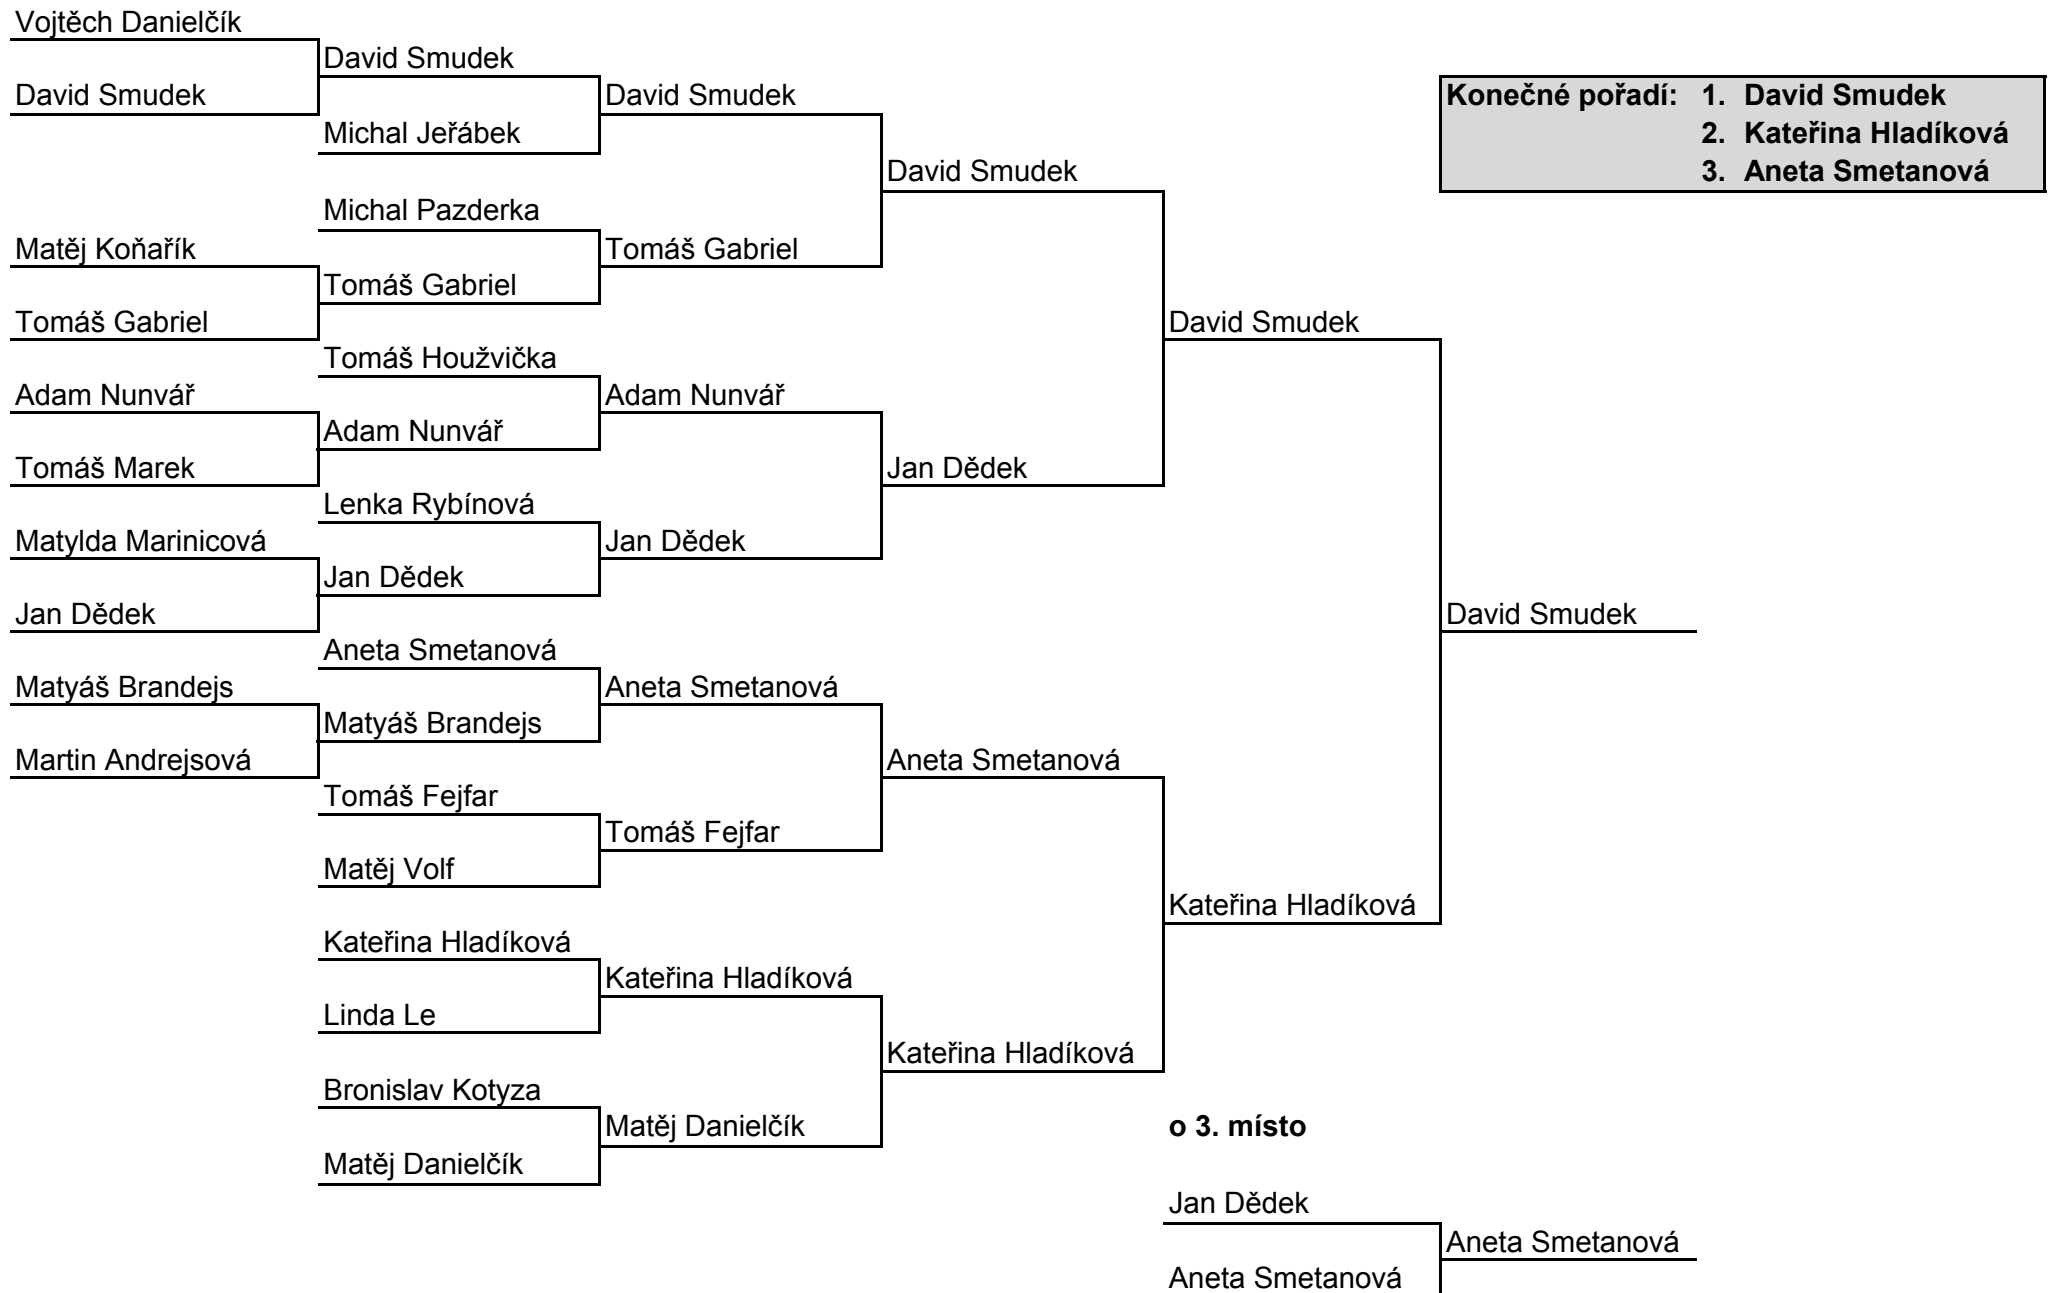 Vojtěch Danielčík
David Smudek
David Smudek
David Smudek
Konečné pořadí: 1. David Smudek
Michal Jeřábek
2. Kateřina Hladíková
David Smudek
3. Aneta Smetanová
Michal Pazderka
Matěj Koňařík
Tomáš Gabriel
Tomáš Gabriel
Tomáš Gabriel
David Smudek
Tomáš Houžvička
Adam Nunvář
Adam Nunvář
Adam Nunvář
Tomáš Marek
Jan Dědek
Lenka Rybínová
Matylda Marinicová
Jan Dědek
Jan Dědek
Jan Dědek
David Smudek
Aneta Smetanová
Matyáš Brandejs
Aneta Smetanová
Matyáš Brandejs
Martin Andrejsová
Aneta Smetanová
Tomáš Fejfar
Tomáš Fejfar
Matěj Volf
Kateřina Hladíková
Kateřina Hladíková
Kateřina Hladíková
Linda Le
Kateřina Hladíková
Bronislav Kotyza
Matěj Danielčík
o 3. místo
Matěj Danielčík
Jan Dědek
Aneta Smetanová
Aneta Smetanová